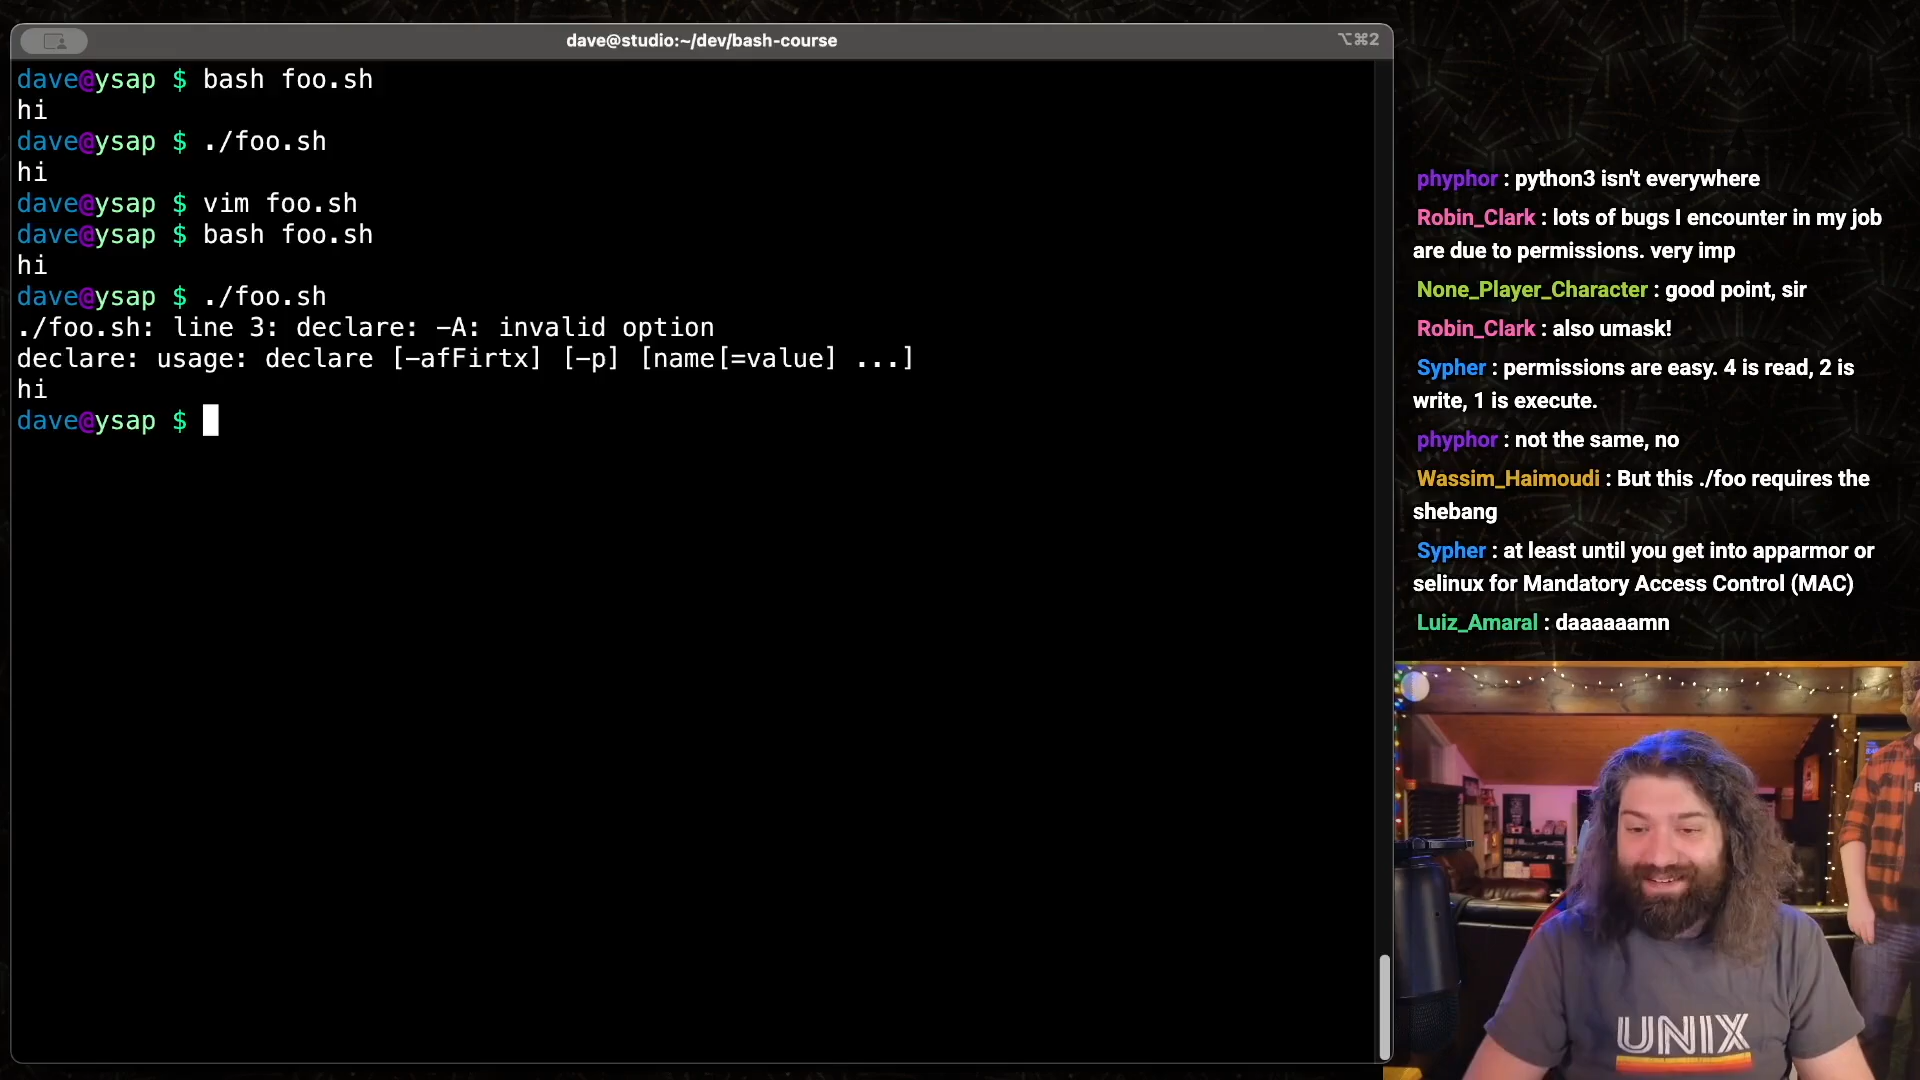 dave@studio:~/dev/bash-course
⌥⌘2
dave@ysap $ bash foo.sh
hi
dave@ysap $ ./foo.sh
hi
dave@ysap $ vim foo.sh
dave@ysap $ bash foo.sh
hi
dave@ysap $ ./foo.sh
./foo.sh: line 3: declare: -A: invalid option
declare: usage: declare [-afFirtx] [-p] [name[=value] ...]
hi
dave@ysap $
phyphor : python3 isn't everywhere
Robin_Clark : lots of bugs I encounter in my job
are due to permissions. very imp
None_Player_Character : good point, sir
Robin_Clark : also umask!
Sypher : permissions are easy. 4 is read, 2 is
write, 1 is execute.
phyphor : not the same, no
Wassim_Haimoudi : But this ./foo requires the
shebang
Sypher : at least until you get into apparmor or
selinux for Mandatory Access Control (MAC)
Luiz_Amaral : daaaaaamn
UNIX